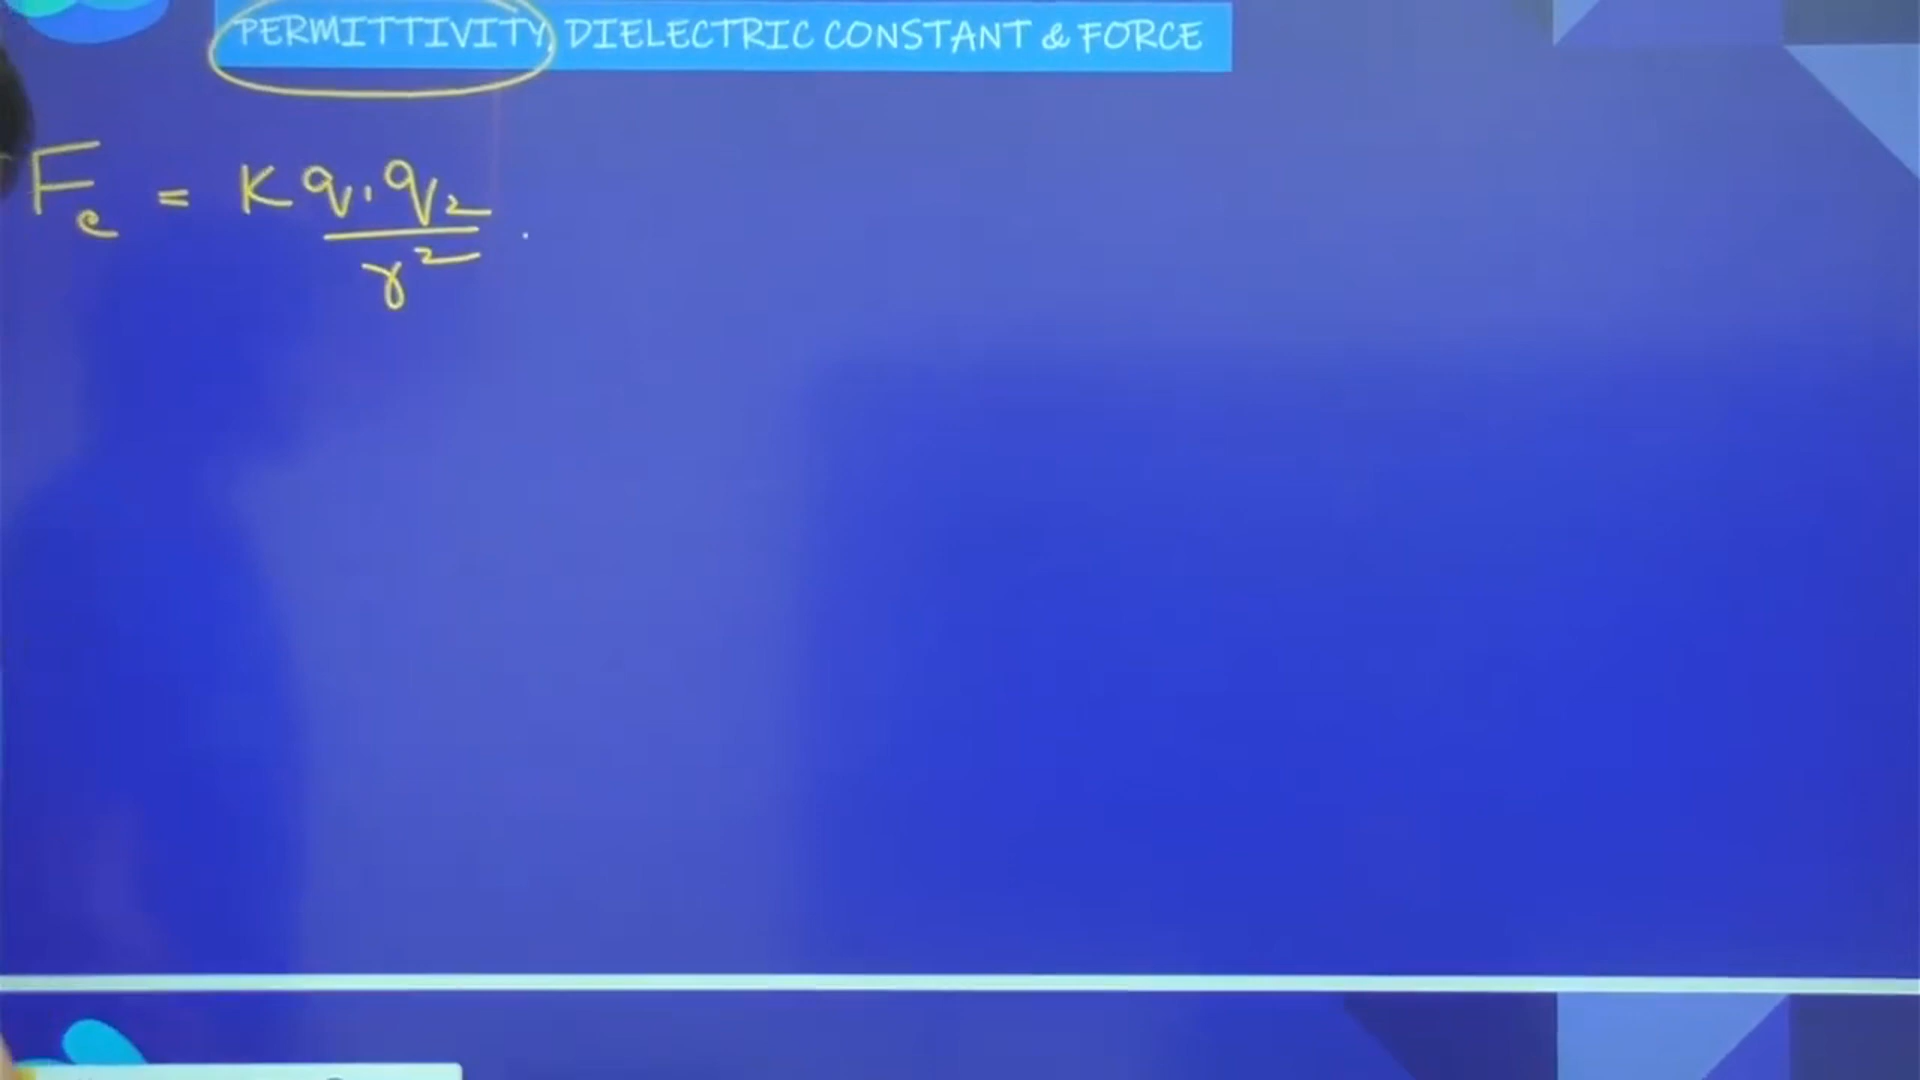 PERMITTIVITY, DIELECTRIC CONSTANT & FORCE
Fe = K q1 q2
r²